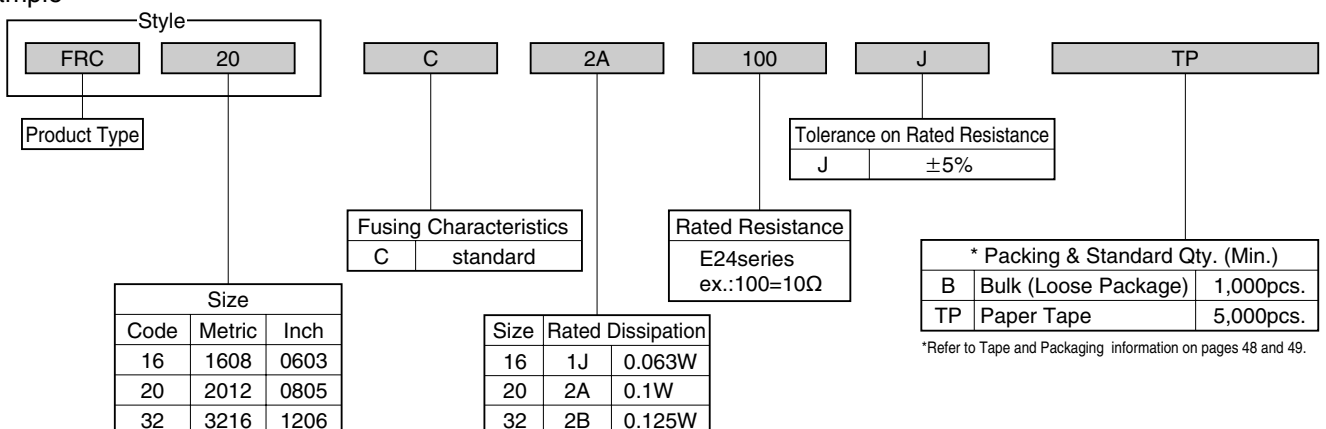 Style
FRC 20 C 2A 100 J TP
Product Type
Tolerance on Rated Resistance
J ±5%
Fusing Characteristics
C standard
Rated Resistance
E24series
ex.:100=10Ω
* Packing & Standard Qty. (Min.)
B Bulk (Loose Package) 1,000pcs.
TP Paper Tape 5,000pcs.
*Refer to Tape and Packaging information on pages 48 and 49.
Size
Code Metric Inch
16 1608 0603
20 2012 0805
32 3216 1206
Size Rated Dissipation
16 1J 0.063W
20 2A 0.1W
32 2B 0.125W